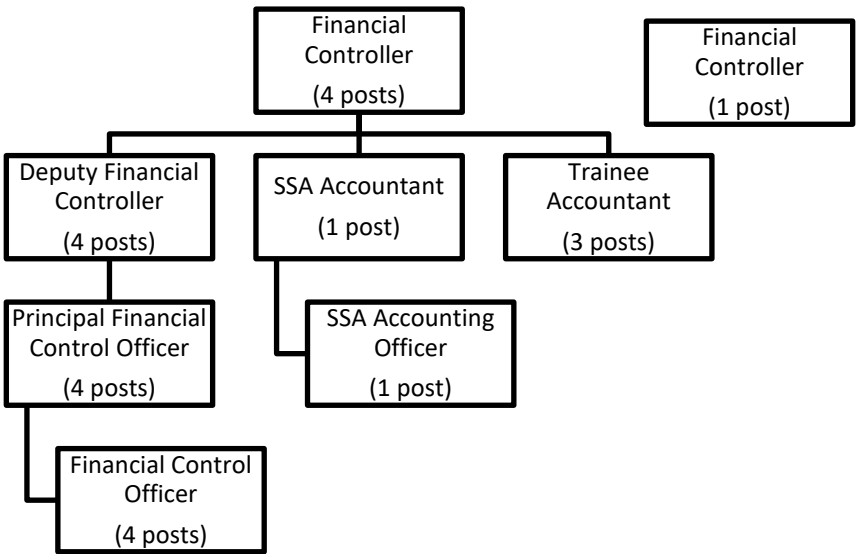 Financial
Controller
(4 posts)
Financial
Controller
(1 post)
Deputy Financial
Controller
(4 posts)
SSA Accountant
(1 post)
Trainee
Accountant
(3 posts)
Principal Financial
Control Officer
(4 posts)
SSA Accounting
Officer
(1 post)
Financial Control
Officer
(4 posts)